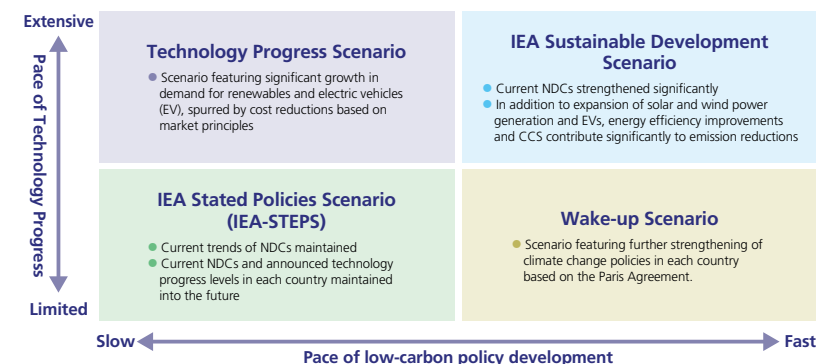 Extensive
Pace of Technology Progress
Limited
Technology Progress Scenario
● Scenario featuring significant growth in
demand for renewables and electric vehicles
(EV), spurred by cost reductions based on
market principles
IEA Sustainable Development
Scenario
● Current NDCs strengthened significantly
● In addition to expansion of solar and wind power
generation and EVs, energy efficiency improvements
and CCS contribute significantly to emission reductions
IEA Stated Policies Scenario
(IEA-STEPS)
● Current trends of NDCs maintained
● Current NDCs and announced technology
progress levels in each country maintained
into the future
Wake-up Scenario
● Scenario featuring further strengthening of
climate change policies in each country
based on the Paris Agreement.
Slow
Fast
Pace of low-carbon policy development